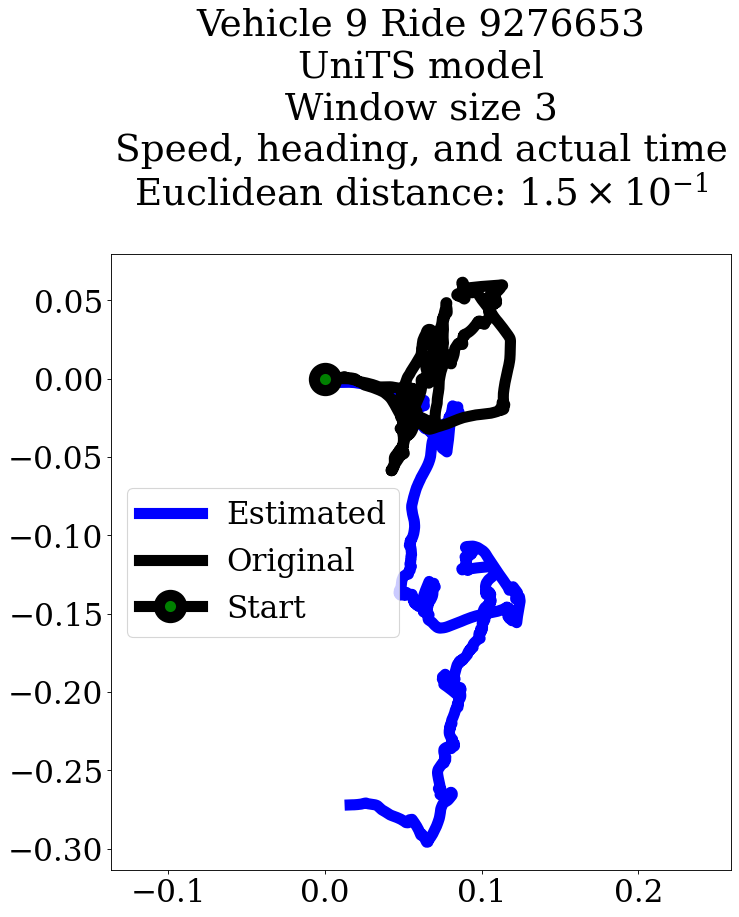 Vehicle 9 Ride 9276653
UniTS model
Window size 3
Speed, heading, and actual time
Euclidean distance: 1.5 × 10⁻¹
0.05
0.00
−0.05
−0.10
−0.15
−0.20
−0.25
−0.30
Estimated
Original
Start
−0.1
0.0
0.1
0.2